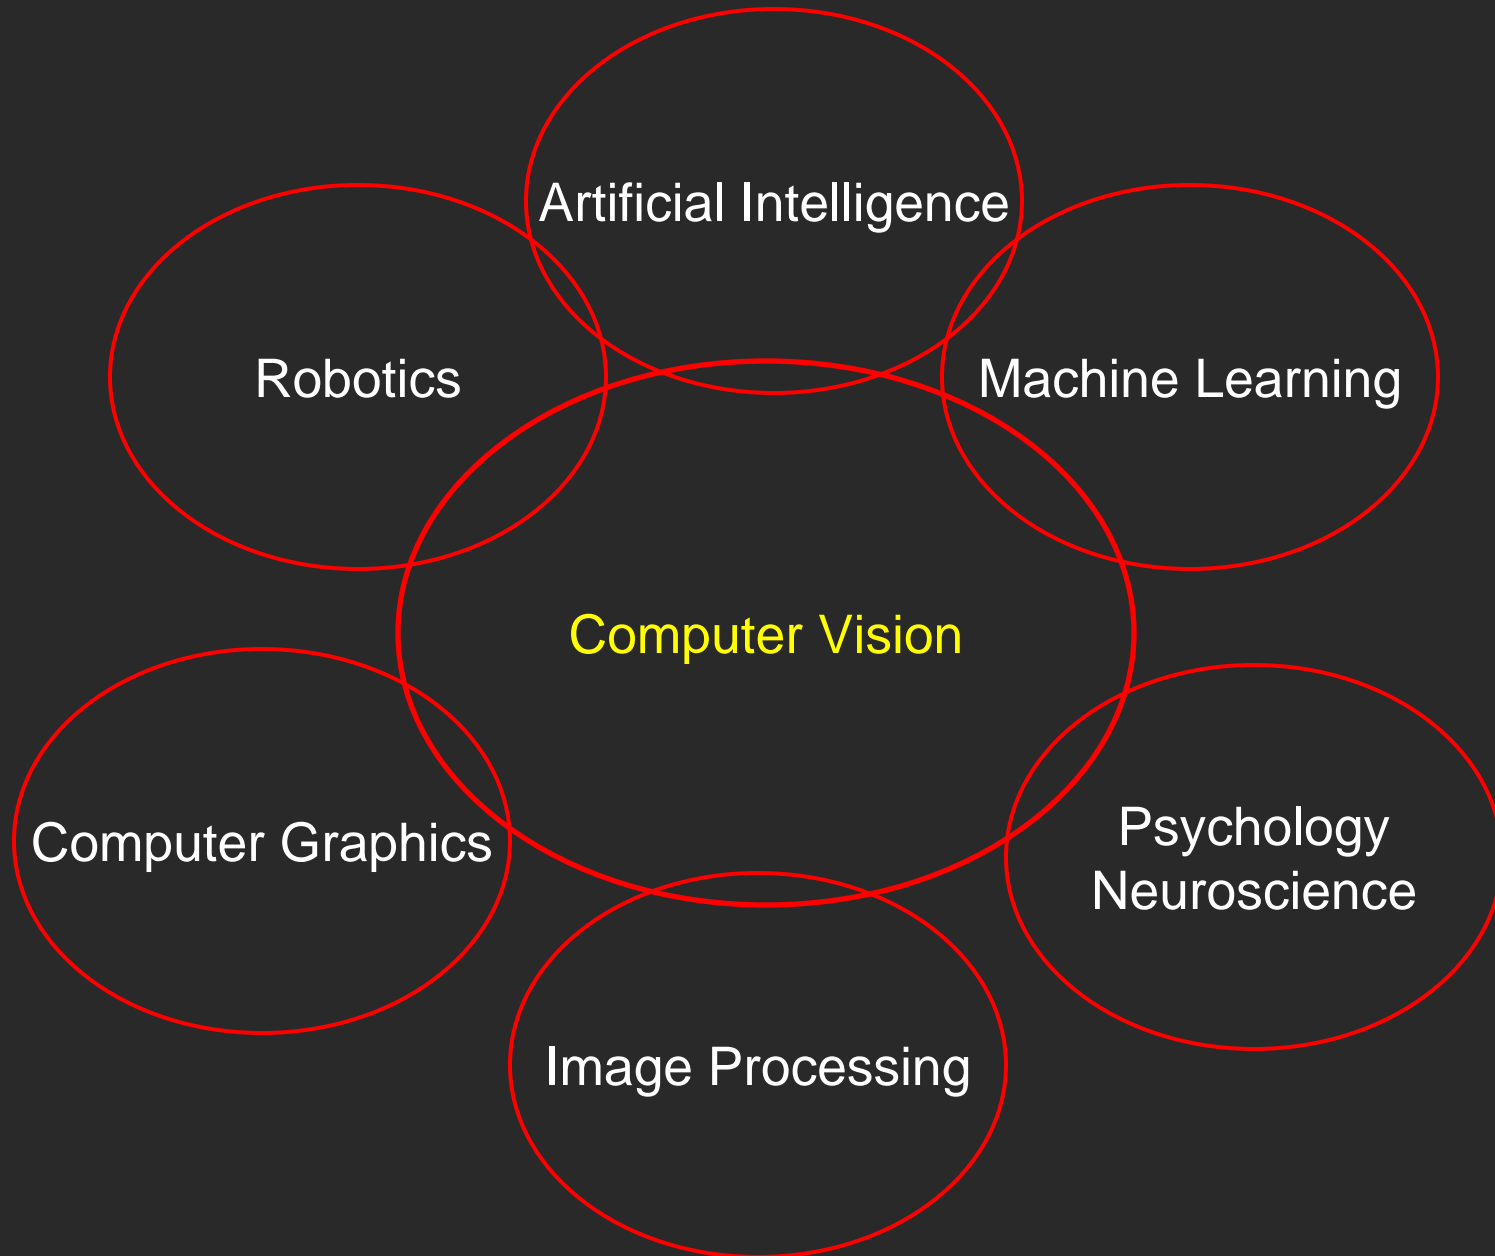 Artificial Intelligence
Robotics
Machine Learning
Computer Vision
Computer Graphics
Psychology
Neuroscience
Image Processing